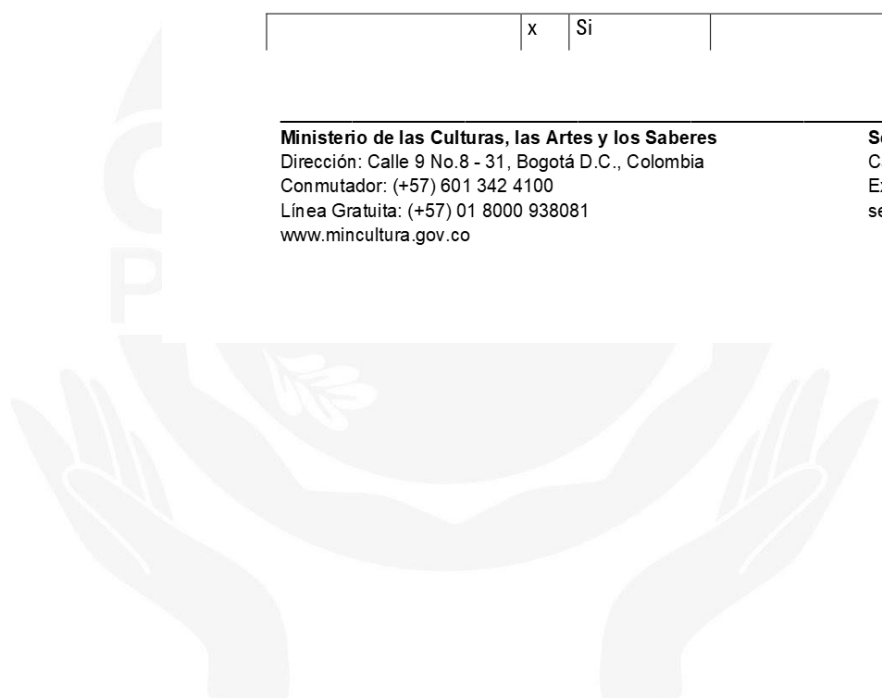 x Si
Ministerio de las Culturas, las Artes y los Saberes
Dirección: Calle 9 No.8 - 31, Bogotá D.C., Colombia
Conmutador: (+57) 601 342 4100
Línea Gratuita: (+57) 01 8000 938081
www.mincultura.gov.co